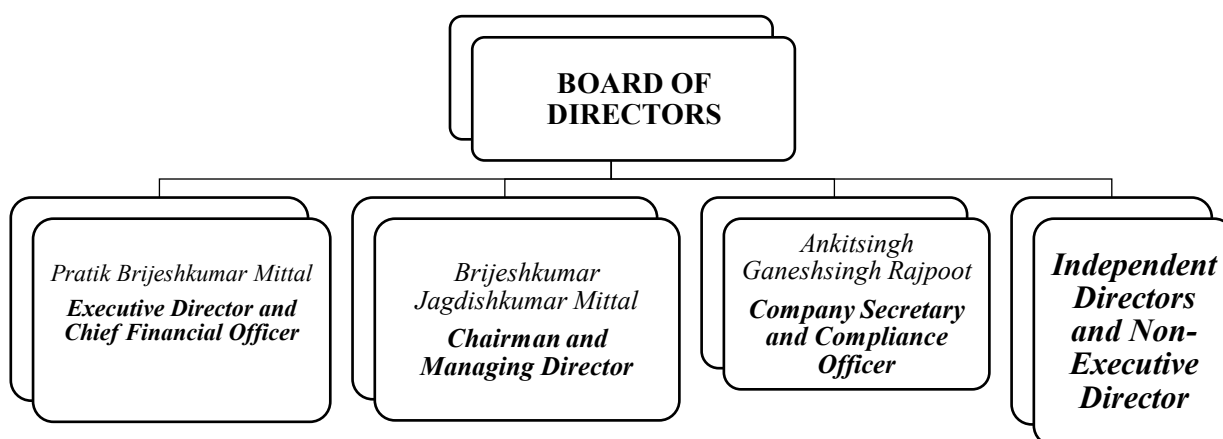 BOARD OF
DIRECTORS
Pratik Brijeshkumar Mittal
Executive Director and
Chief Financial Officer
Brijeshkumar
Jagdishkumar Mittal
Chairman and
Managing Director
Ankitsingh
Ganeshsingh Rajpoot
Company Secretary
and Compliance
Officer
Independent
Directors
and Non-
Executive
Director